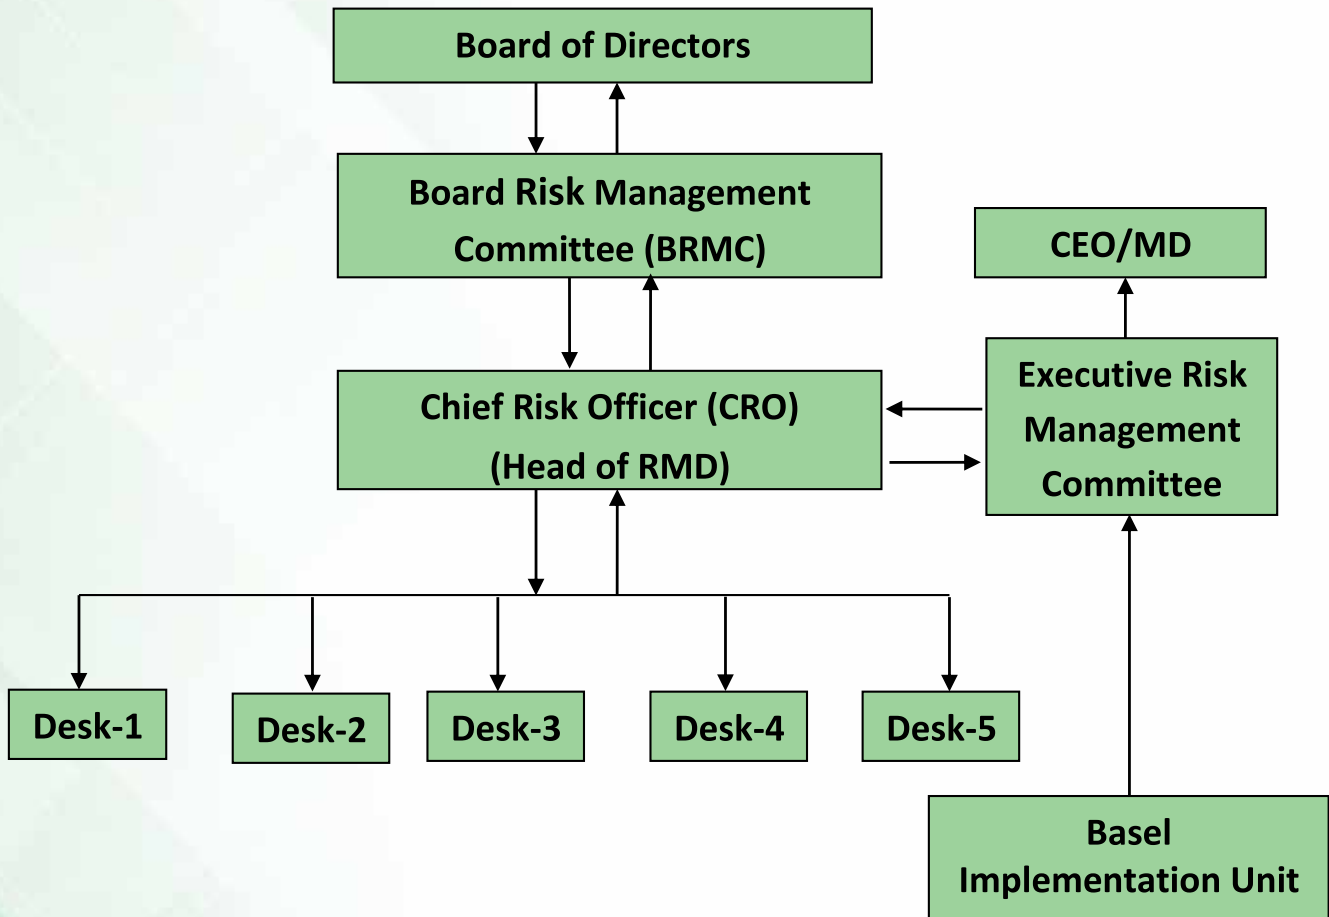 Board of Directors
Board Risk Management
Committee (BRMC)
CEO/MD
Chief Risk Officer (CRO)
(Head of RMD)
Executive Risk
Management
Committee
Desk-1
Desk-2
Desk-3
Desk-4
Desk-5
Basel
Implementation Unit